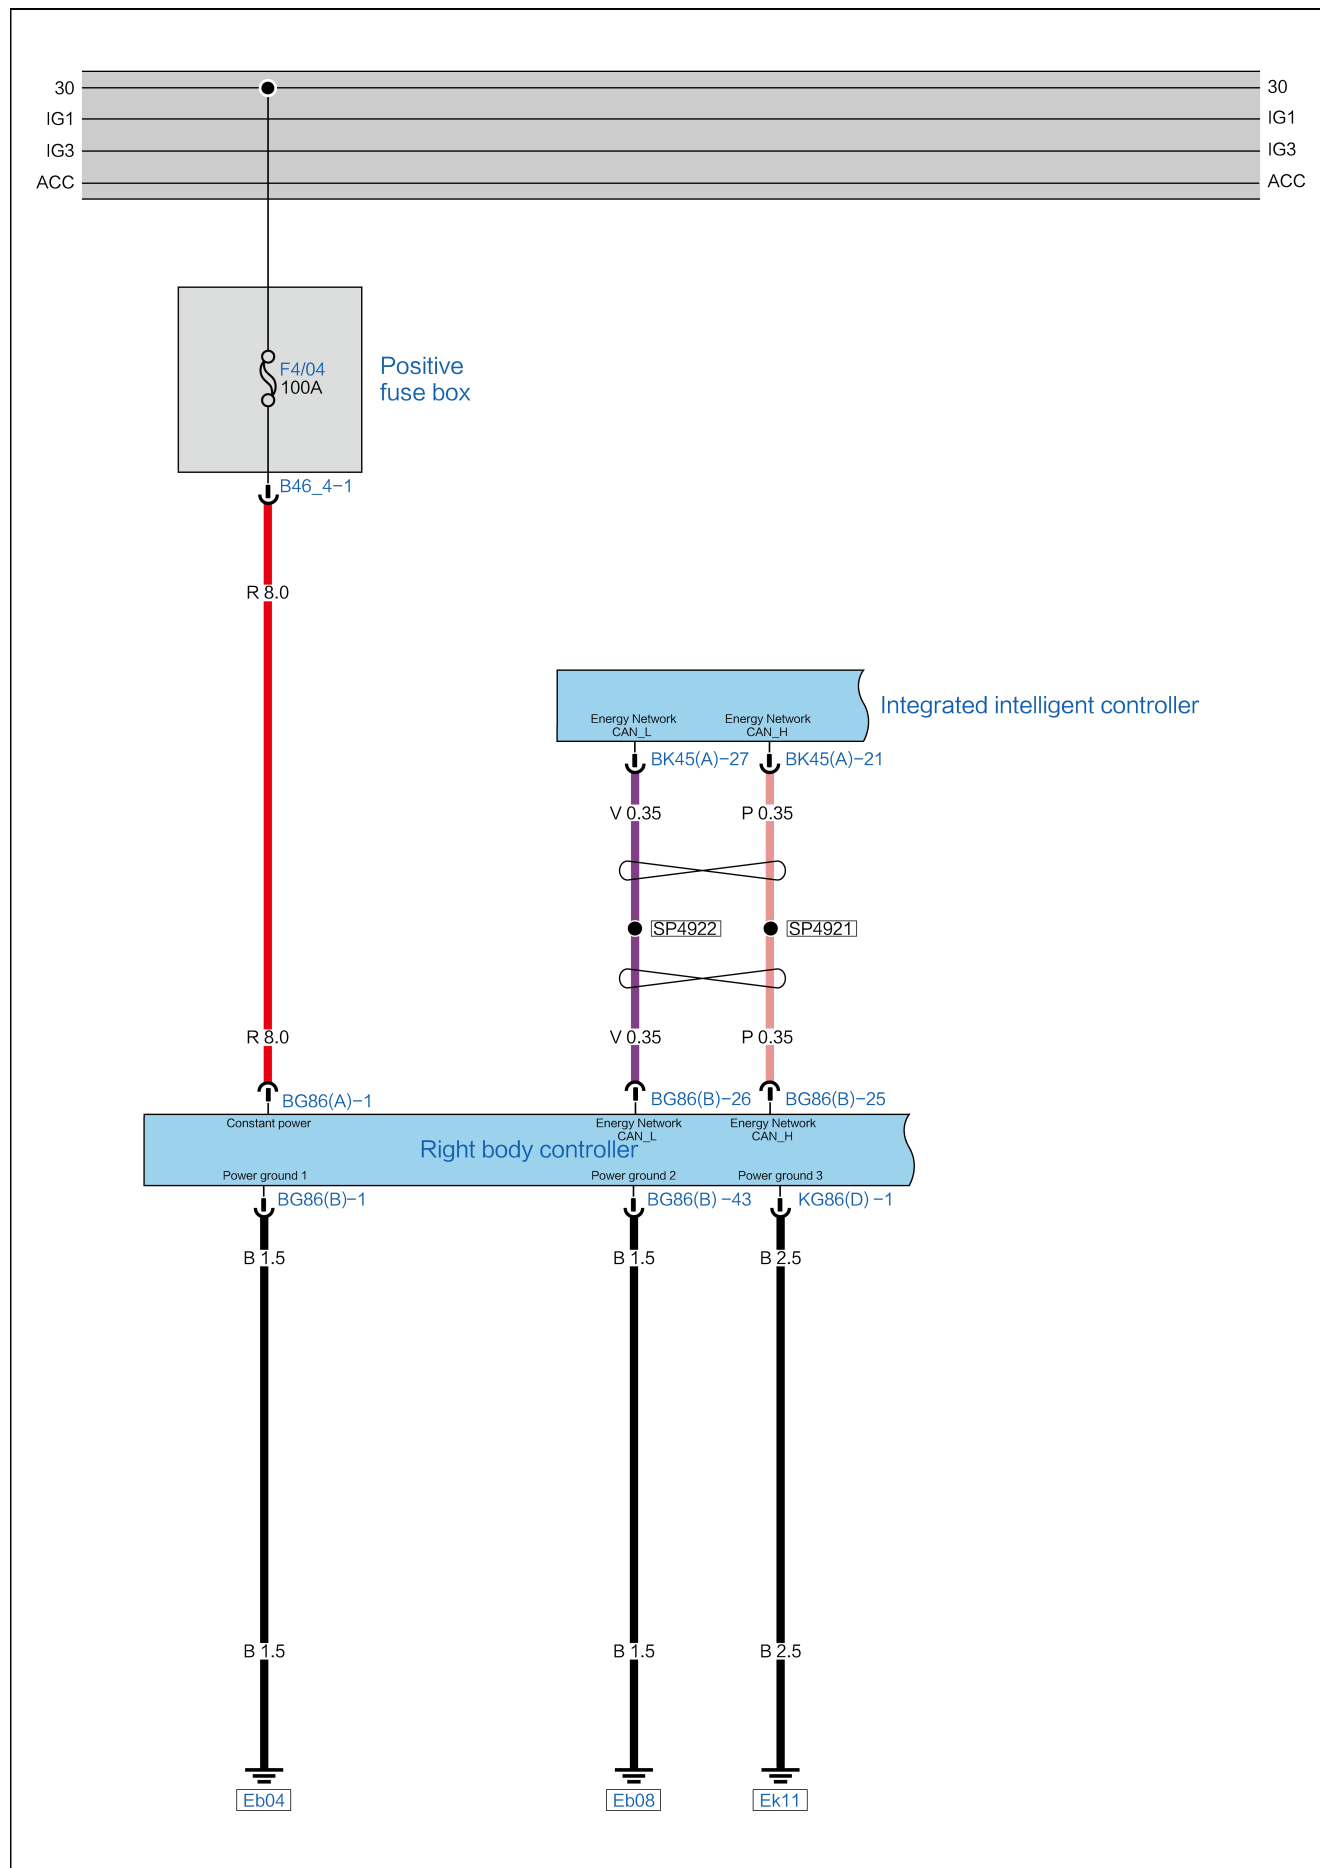 30
30
IG1
IG1
IG3
IG3
ACC
ACC
F4/04
100A
Positive
fuse box
B46_4-1
R 8.0
Integrated intelligent controller
Energy Network
CAN_L
Energy Network
CAN_H
BK45(A)-27
BK45(A)-21
V 0.35
P 0.35
SP4922
SP4921
R 8.0
V 0.35
P 0.35
BG86(A)-1
BG86(B)-26
BG86(B)-25
Constant power
Energy Network
CAN_L
Energy Network
CAN_H
Right body controller
Power ground 1
Power ground 2
Power ground 3
BG86(B)-1
BG86(B) -43
KG86(D) -1
B 1.5
B 1.5
B 2.5
B 1.5
B 1.5
B 2.5
Eb04
Eb08
Ek11